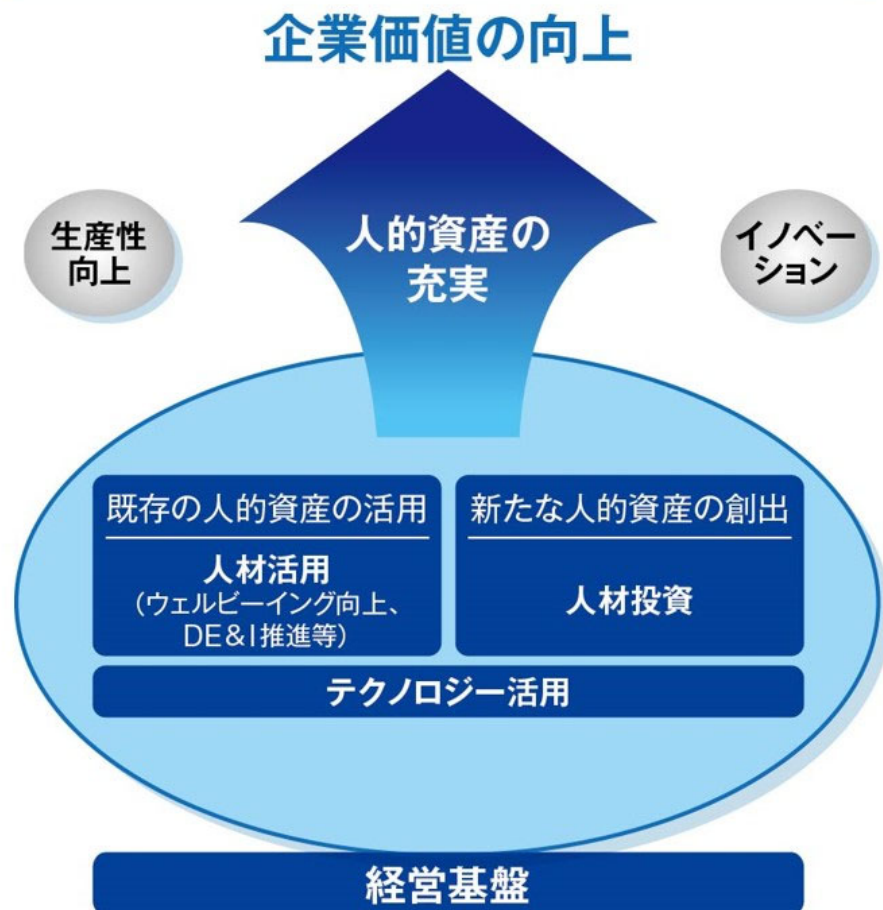 企業価値の向上
生産性
向上
人的資産の
充実
イノベー
ション
既存の人的資産の活用
人材活用
（ウェルビーイング向上、
DE&I推進等）
新たな人的資産の創出
人材投資
テクノロジー活用
経営基盤